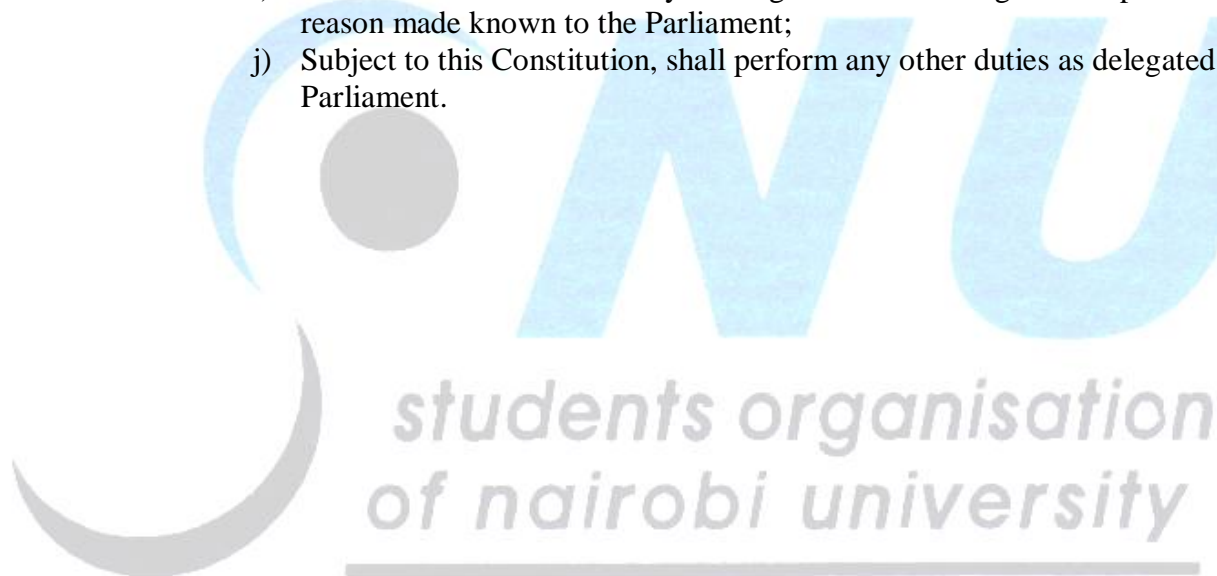 reason made known to the Parliament;
j) Subject to this Constitution, shall perform any other duties as delegated
Parliament.
NU
students organisation
of nairobi university